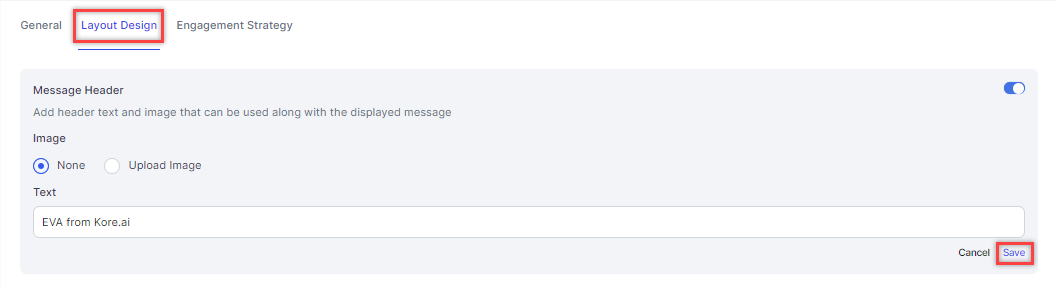 General Layout Design Engagement Strategy
Message Header
Add header text and image that can be used along with the displayed message
Image
None Upload Image
Text
EVA from Kore.ai
Cancel Save